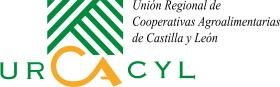 Unión Regional de
Cooperativas Agroalimentarias
de Castilla y León
URCACYL